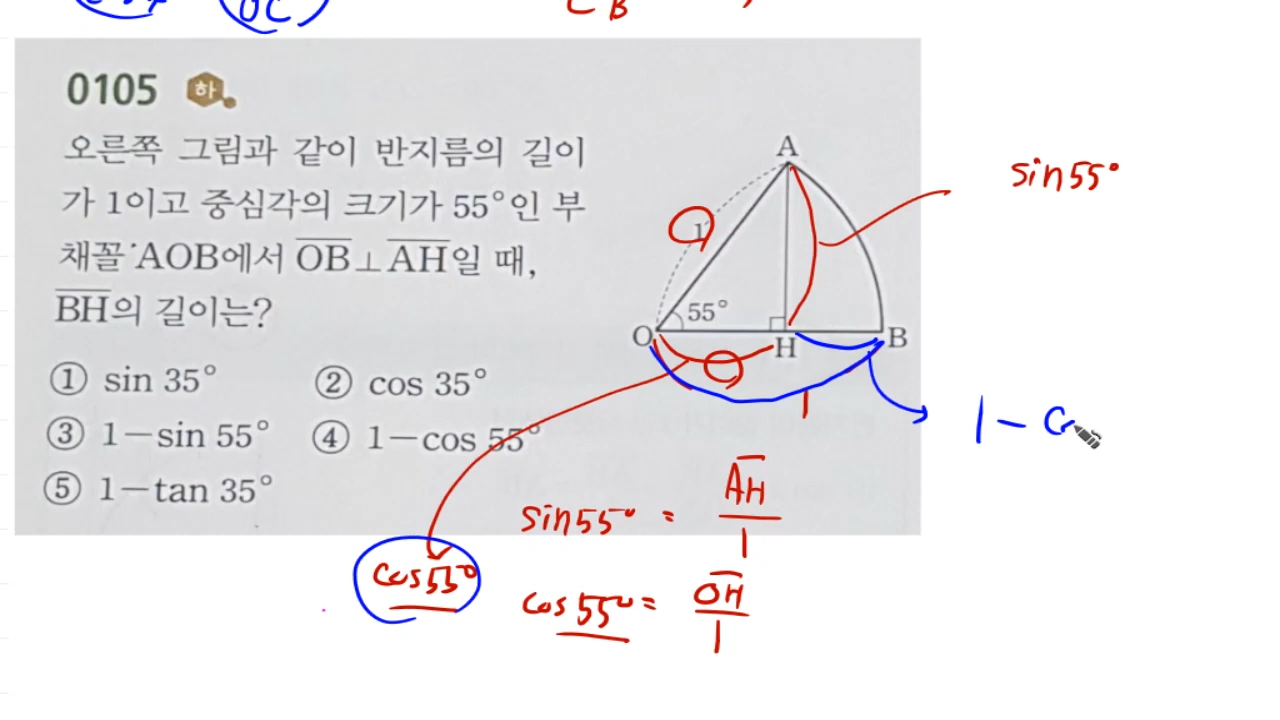 OC
B
0105 하
오른쪽 그림과 같이 반지름의 길이
가 1이고 중심각의 크기가 55°인 부
채꼴 AOB에서 OB⊥AH일 때,
BH의 길이는?
① sin 35° ② cos 35°
③ 1-sin 55° ④ 1-cos 55°
⑤ 1-tan 35°
A
1
55°
O H B
sin55°
1
1-co
sin55° = AH/1
cos55°
cos55° = OH/1